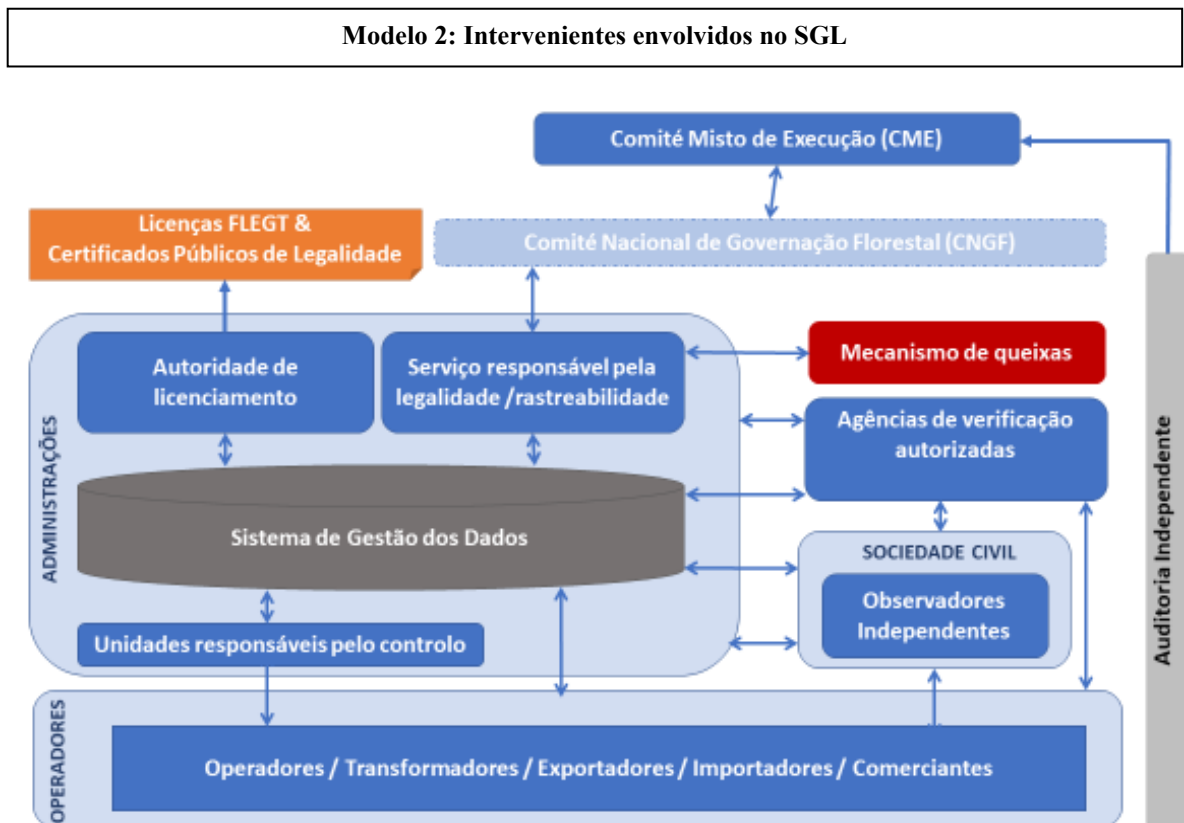 Modelo 2: Intervenientes envolvidos no SGL
Comité Misto de Execução (CME)
Licenças FLEGT &
Certificados Públicos de Legalidade
Comité Nacional de Governação Florestal (CNGF)
ADMINISTRAÇÕES
Autoridade de
licenciamento
Serviço responsável pela
legalidade /rastreabilidade
Mecanismo de queixas
Agências de verificação
autorizadas
Sistema de Gestão dos Dados
SOCIEDADE CIVIL
Observadores
Independentes
Unidades responsáveis pelo controlo
Auditoria Independente
OPERADORES
Operadores / Transformadores / Exportadores / Importadores / Comerciantes